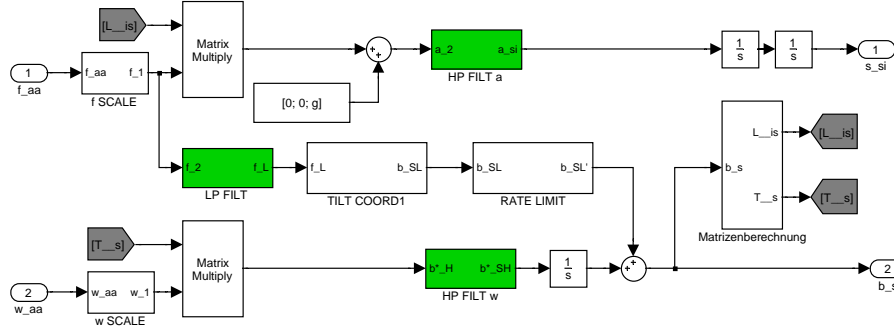 [L__is]
Matrix
Multiply
1
f_aa
f_aa f_1
f SCALE
[0; 0; g]
+
+
a_2 a_si
HP FILT a
1
s
1
s
1
s_si
f_2 f_L
LP FILT
f_L b_SL
TILT COORD1
b_SL b_SL'
RATE LIMIT
b_s
L__is
T__s
Matrizenberechnung
[L__is]
[T__s]
[T__s]
Matrix
Multiply
2
w_aa
w_aa w_1
w SCALE
b*_H b*_SH
HP FILT w
1
s
+
+
2
b_s